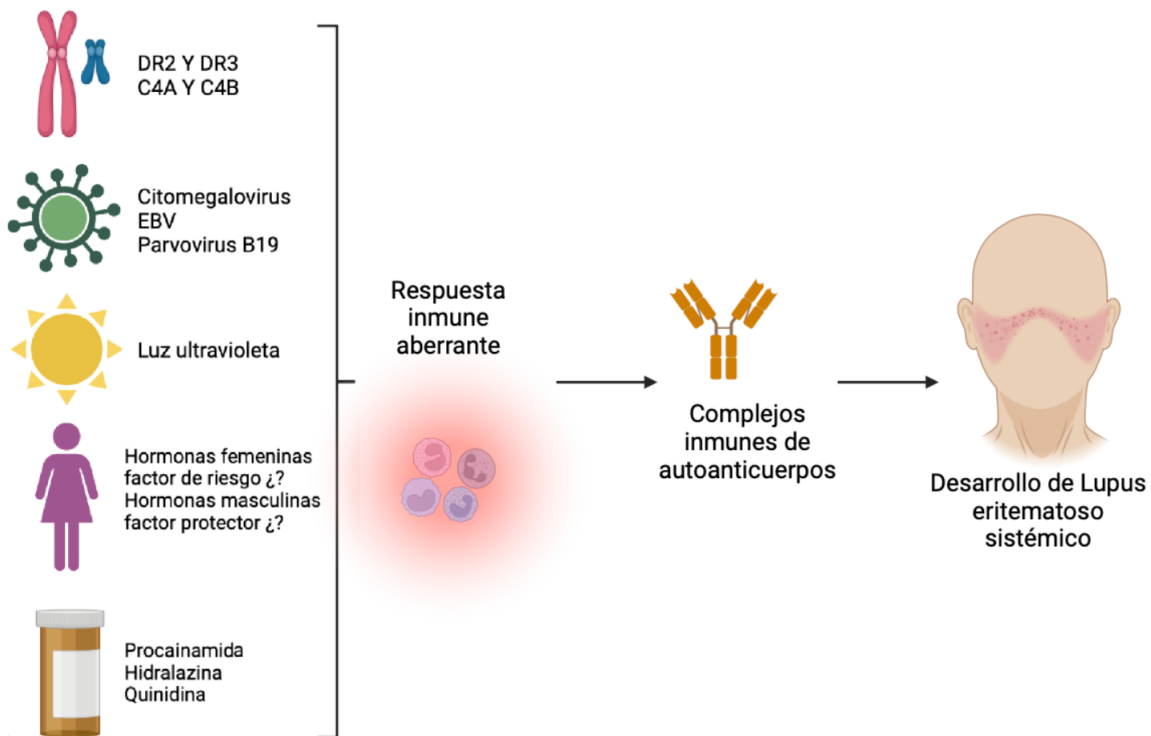 DR2 Y DR3
C4A Y C4B
Citomegalovirus
EBV
Parvovirus B19
Luz ultravioleta
Hormonas femeninas
factor de riesgo ¿?
Hormonas masculinas
factor protector ¿?
Procainamida
Hidralazina
Quinidina
Respuesta
inmune
aberrante
Complejos
inmunes de
autoanticuerpos
Desarrollo de Lupus
eritematoso
sistémico